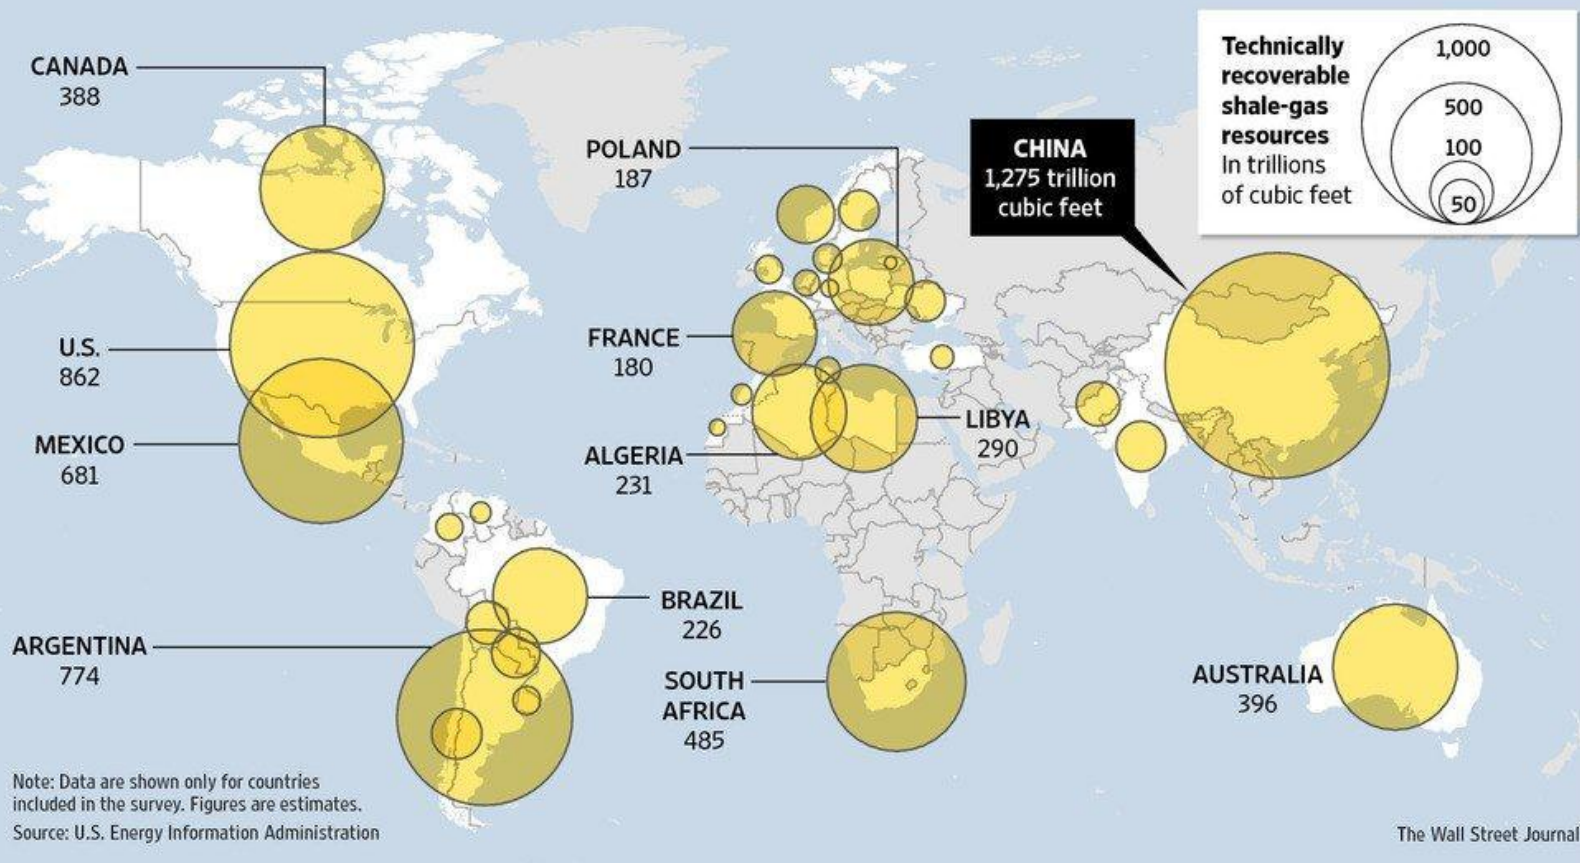 CANADA
388
U.S.
862
MEXICO
681
ARGENTINA
774
BRAZIL
226
POLAND
187
FRANCE
180
ALGERIA
231
LIBYA
290
SOUTH
AFRICA
485
CHINA
1,275 trillion
cubic feet
AUSTRALIA
396
Technically
recoverable
shale-gas
resources
In trillions
of cubic feet
1,000
500
100
50
Note: Data are shown only for countries
included in the survey. Figures are estimates.
Source: U.S. Energy Information Administration
The Wall Street Journal